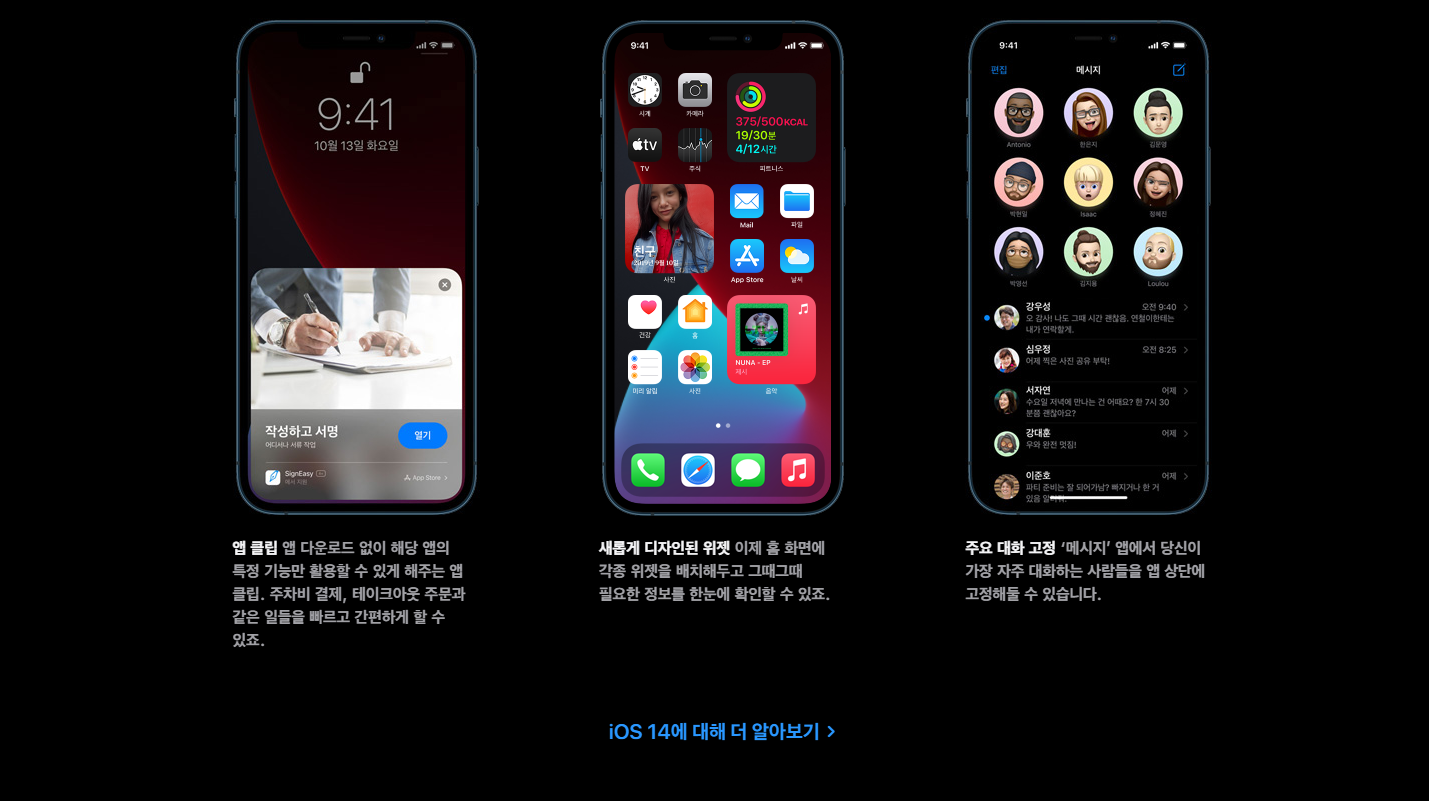 9:41
10월 13일 화요일
작성하고 서명
어디서나 서류 작업
열기
SignEasy
에서 지원
App Store
앱 클립 앱 다운로드 없이 해당 앱의
특정 기능만 활용할 수 있게 해주는 앱
클립. 주차비 결제, 테이크아웃 주문과
같은 일들을 빠르고 간편하게 할 수
있죠.
9:41
시계
카메라
375/500KCAL
19/30분
4/12시간
tv
TV
주식
피트니스
친구
2019년 9월 10일
사진
Mail
파일
App Store
날씨
건강
홈
NUNA - EP
제시
미리 알림
사진
음악
새롭게 디자인된 위젯 이제 홈 화면에
각종 위젯을 배치해두고 그때그때
필요한 정보를 한눈에 확인할 수 있죠.
9:41
편집
메시지
Antonio
한은지
김문영
박현일
Isaac
정혜진
박영선
김지용
Loulou
강우성
오전 9:40
오 감사! 나도 그때 시간 괜찮음. 연철이한테는
내가 연락할게.
심우정
오전 8:25
어제 찍은 사진 공유 부탁!
서자연
어제
수요일 저녁에 만나는 건 어때요? 한 7시 30
분쯤 괜찮아요?
강대훈
어제
우와 완전 멋짐!
이준호
어제
파티 준비는 잘 되어가남? 빠지거나 한 거
있음 알
주요 대화 고정 ‘메시지’ 앱에서 당신이
가장 자주 대화하는 사람들을 앱 상단에
고정해둘 수 있습니다.
iOS 14에 대해 더 알아보기